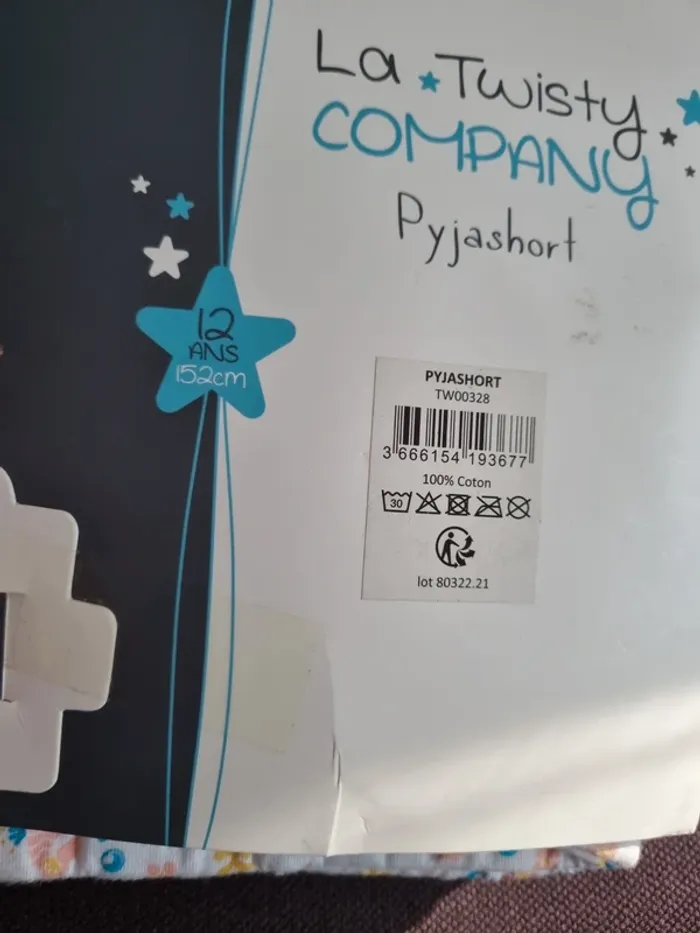 La Twisty
COMPANY
Pyjashort
12
ANS
152cm
PYJASHORT
TW00328
3 666154 193677
100% Coton
30
lot 80322.21